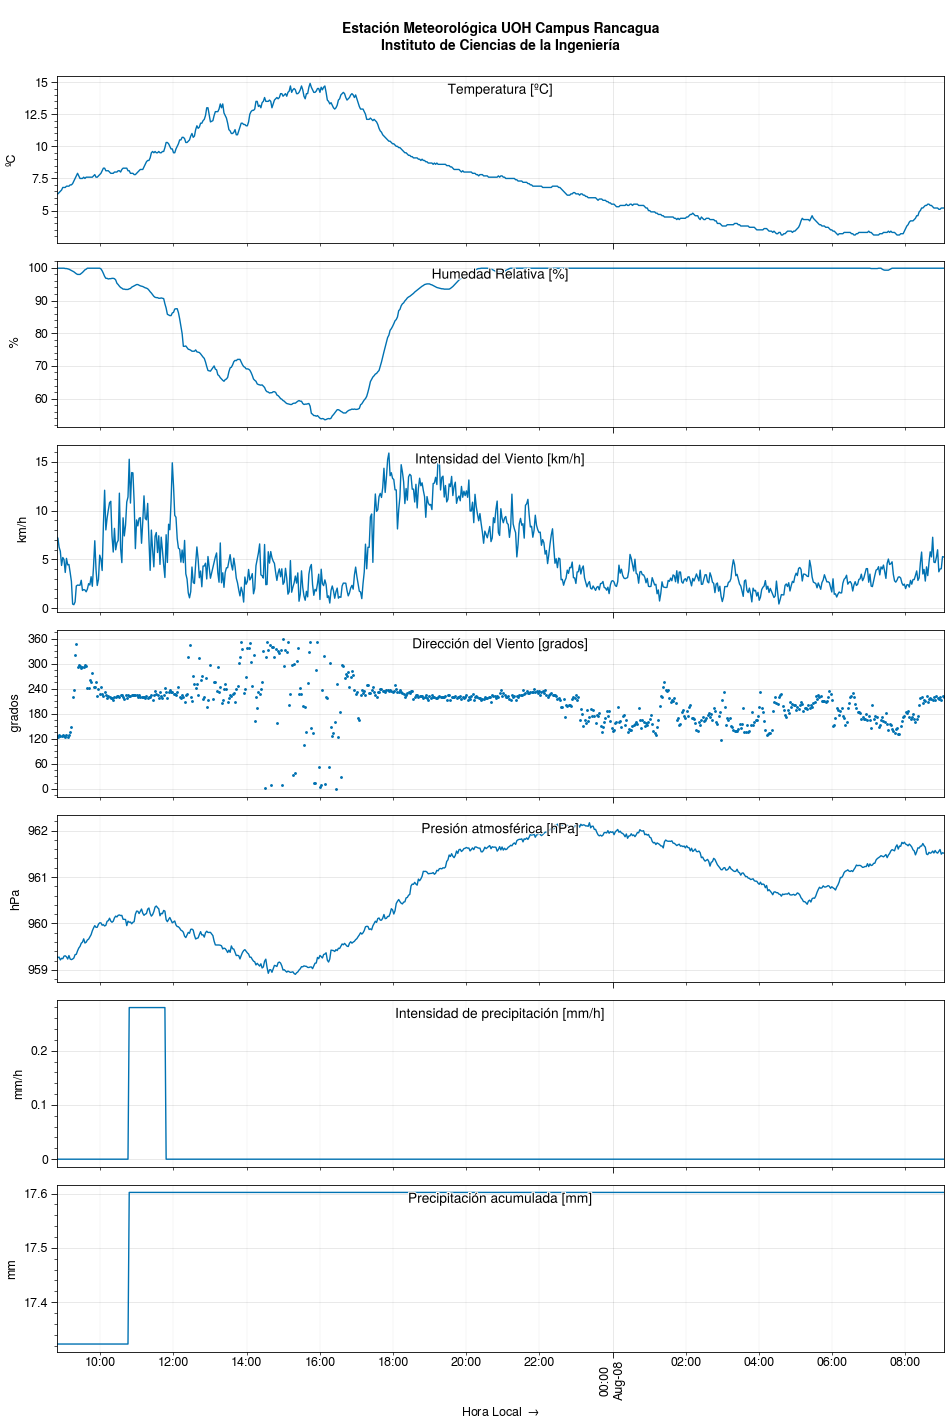 Estación Meteorológica UOH Campus Rancagua
Instituto de Ciencias de la Ingeniería
Temperatura [ºC]
15
12.5
10
7.5
5
ºC
Humedad Relativa [%]
100
90
80
70
60
%
Intensidad del Viento [km/h]
15
10
5
0
km/h
Dirección del Viento [grados]
360
300
240
180
120
60
0
grados
Presión atmosférica [hPa]
962
961
960
959
hPa
Intensidad de precipitación [mm/h]
0.2
0.1
0
mm/h
Precipitación acumulada [mm]
17.6
17.5
17.4
mm
10:00 12:00 14:00 16:00 18:00 20:00 22:00 00:00 02:00 04:00 06:00 08:00
Aug-08
Hora Local →